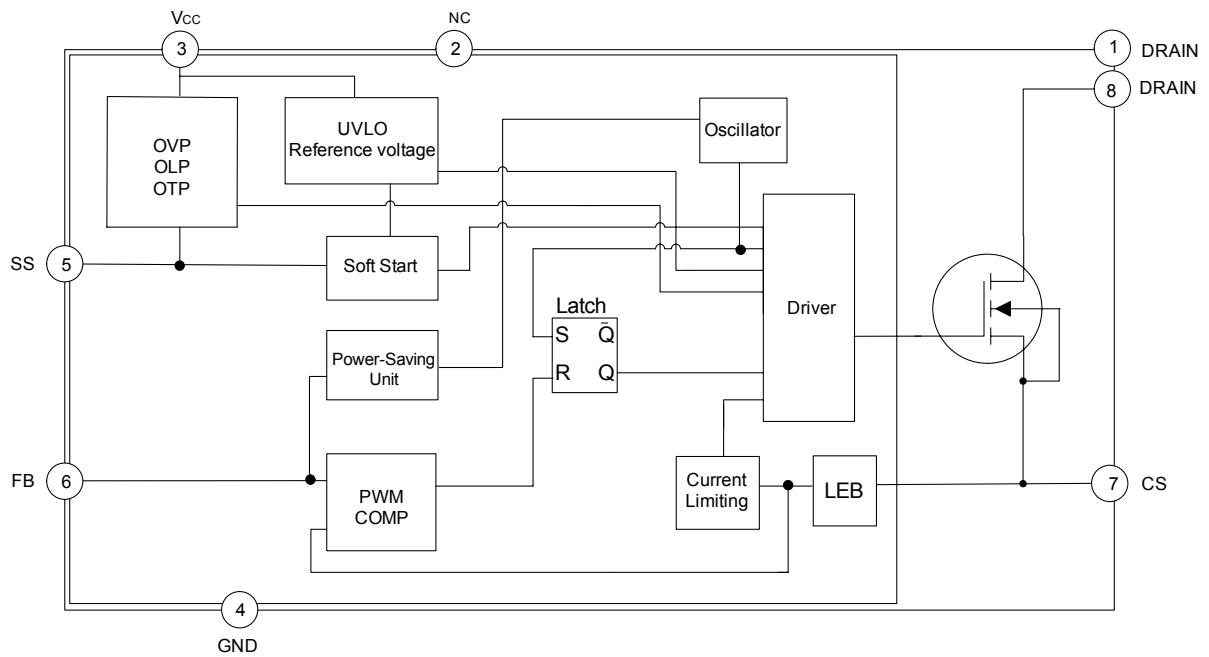 VCC
NC
3
2
1
DRAIN
8
DRAIN
OVP
OLP
OTP
UVLO
Reference voltage
Oscillator
SS
5
Soft Start
Driver
Latch
S Q̅
R Q
Power-Saving
Unit
FB
6
PWM
COMP
Current
Limiting
LEB
7
CS
4
GND